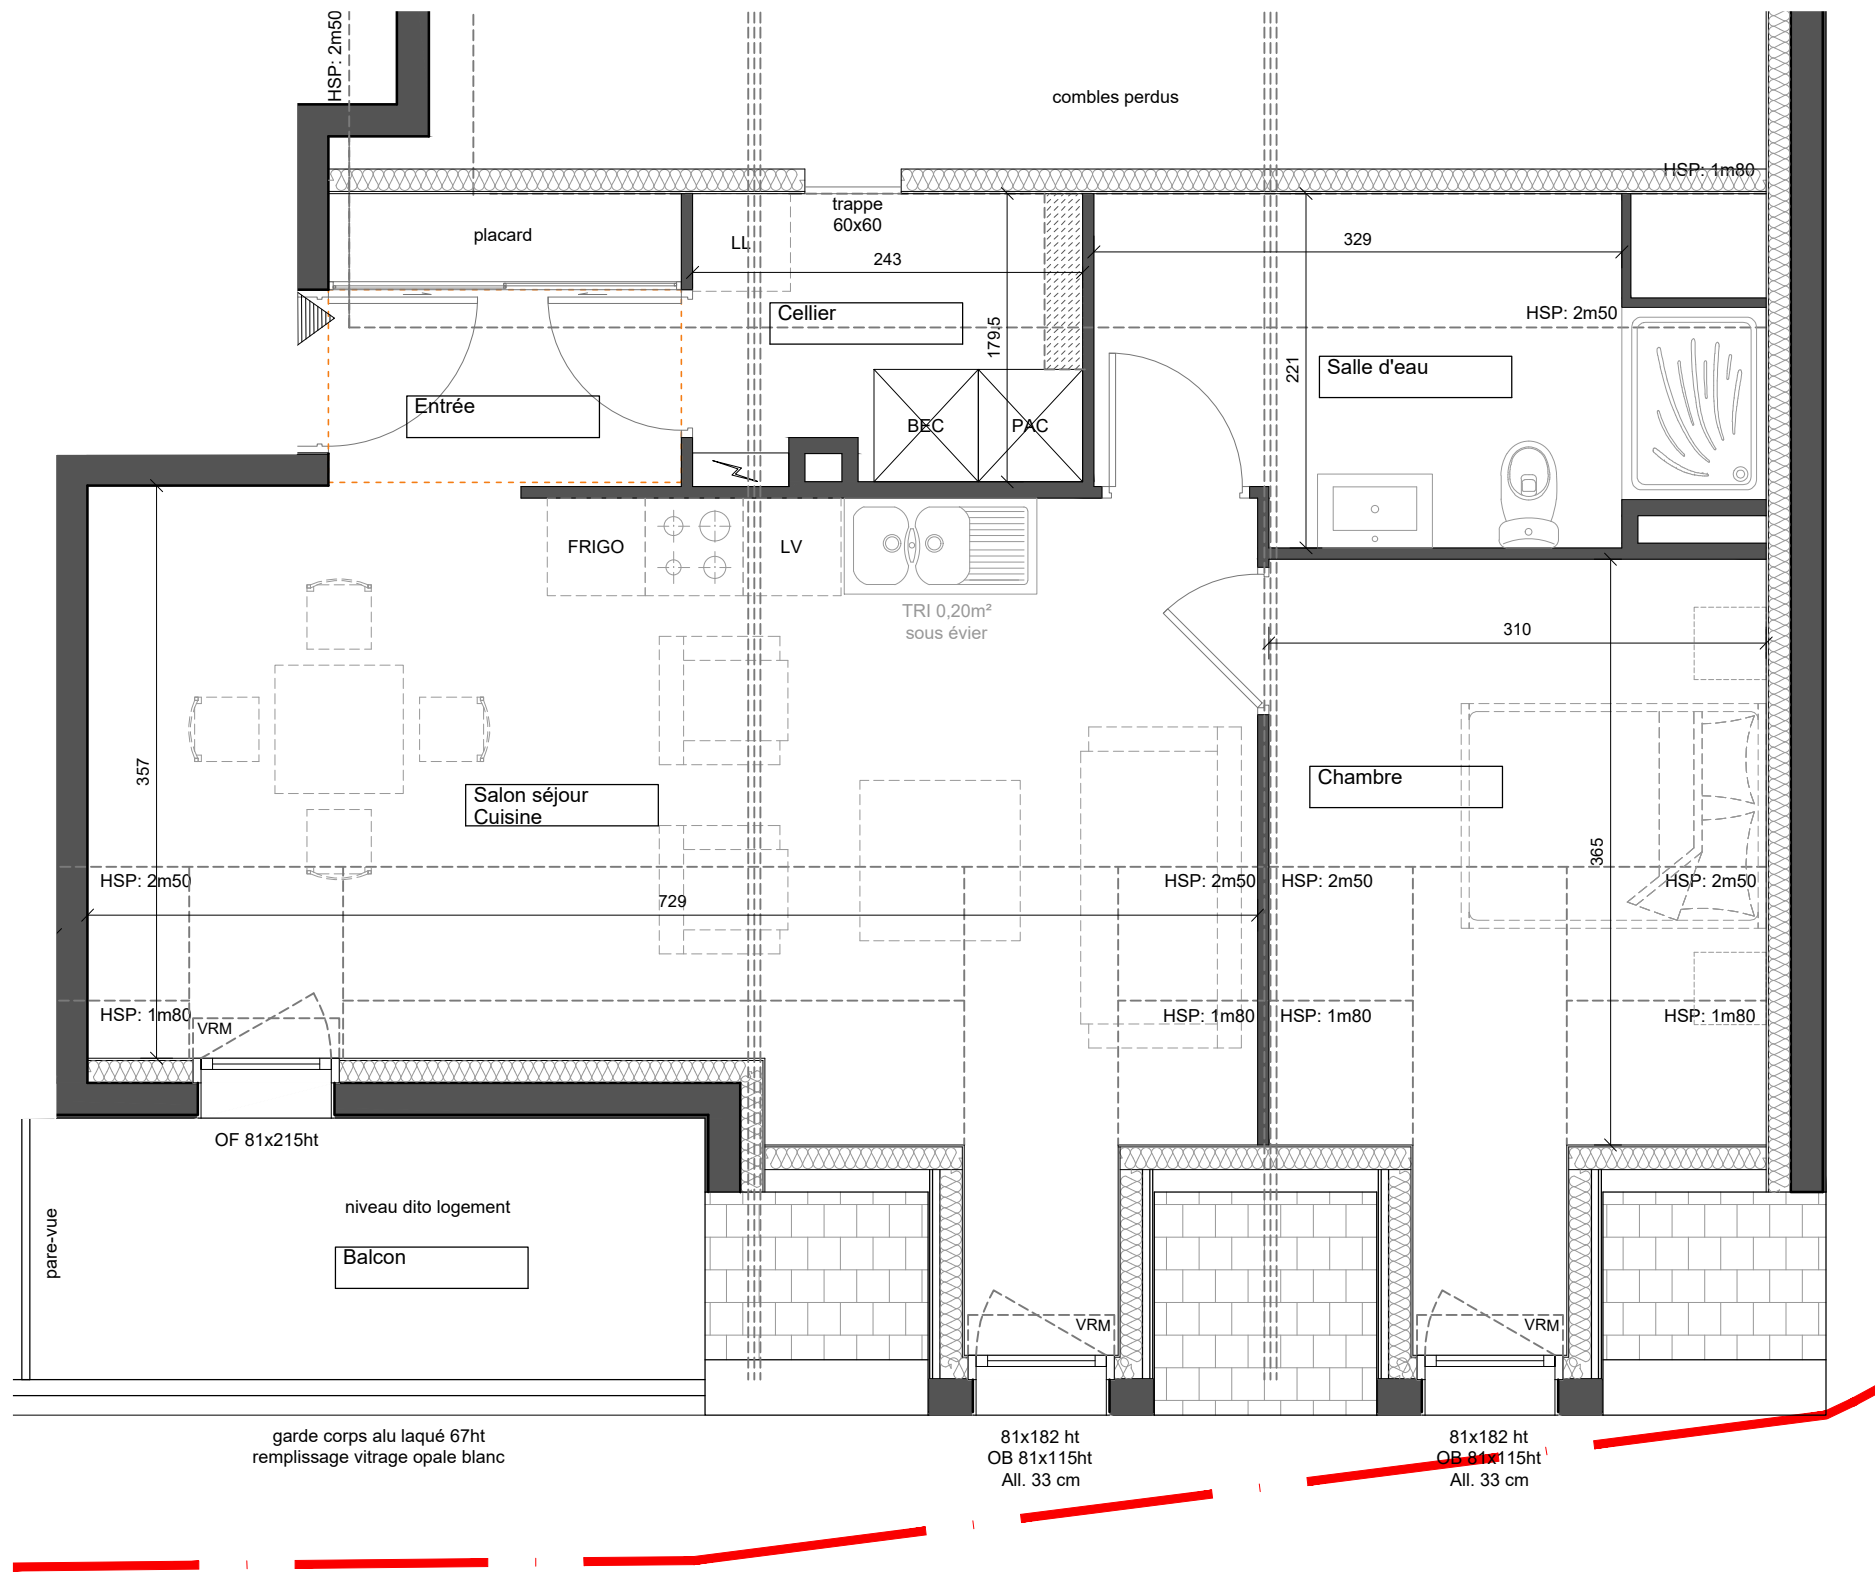 HSP: 2m50
combles perdus
HSP: 1m80
trappe
60x60
placard
LL
243
329
Cellier
HSP: 2m50
179.5
221
Salle d'eau
Entrée
BEC
PAC
FRIGO
LV
TRI 0,20m²
sous évier
310
357
Salon séjour
Cuisine
Chambre
365
HSP: 2m50
HSP: 2m50
HSP: 2m50
HSP: 2m50
729
HSP: 1m80
VRM
HSP: 1m80
HSP: 1m80
HSP: 1m80
OF 81x215ht
niveau dito logement
pare-vue
Balcon
VRM
VRM
garde corps alu laqué 67ht
remplissage vitrage opale blanc
81x182 ht
OB 81x115ht
All. 33 cm
81x182 ht
OB 81x115ht
All. 33 cm